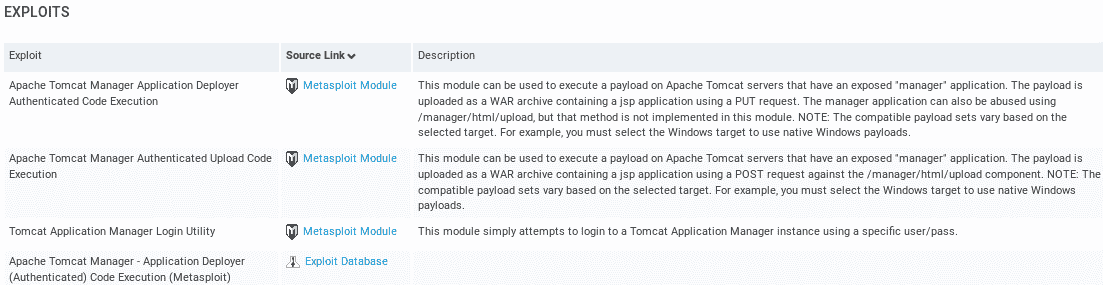 EXPLOITS
Exploit Source Link Description
Apache Tomcat Manager Application Deployer
Authenticated Code Execution
Metasploit Module
This module can be used to execute a payload on Apache Tomcat servers that have an exposed "manager" application. The payload is
uploaded as a WAR archive containing a jsp application using a PUT request. The manager application can also be abused using
/manager/html/upload, but that method is not implemented in this module. NOTE: The compatible payload sets vary based on the
selected target. For example, you must select the Windows target to use native Windows payloads.
Apache Tomcat Manager Authenticated Upload Code
Execution
Metasploit Module
This module can be used to execute a payload on Apache Tomcat servers that have an exposed "manager" application. The payload is
uploaded as a WAR archive containing a jsp application using a POST request against the /manager/html/upload component. NOTE: The
compatible payload sets vary based on the selected target. For example, you must select the Windows target to use native Windows
payloads.
Tomcat Application Manager Login Utility
Metasploit Module
This module simply attempts to login to a Tomcat Application Manager instance using a specific user/pass.
Apache Tomcat Manager - Application Deployer
(Authenticated) Code Execution (Metasploit)
Exploit Database